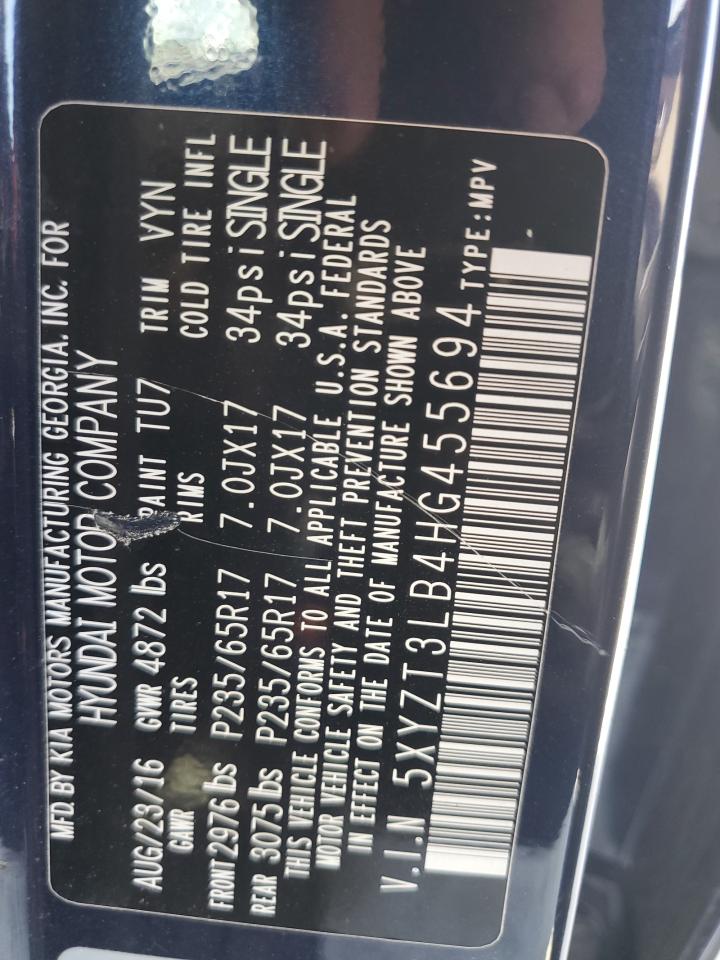 MFD. BY KIA MOTORS MANUFACTURING GEORGIA. INC. FOR
HYUNDAI MOTOR COMPANY
AUG/23/16 GVWR 4872 lbs PAINT TU7 TRIM VYN
GAWR TIRES RIMS COLD TIRE INFL
FRONT 2976 lbs P235/65R17 7.0JX17 34psi SINGLE
REAR 3075 lbs P235/65R17 7.0JX17 34psi SINGLE
THIS VEHICLE CONFORMS TO ALL APPLICABLE U.S.A. FEDERAL
MOTOR VEHICLE SAFETY AND THEFT PREVENTION STANDARDS
IN EFFECT ON THE DATE OF MANUFACTURE SHOWN ABOVE
V.I.N 5XYZT3LB4HG455694 TYPE:MPV